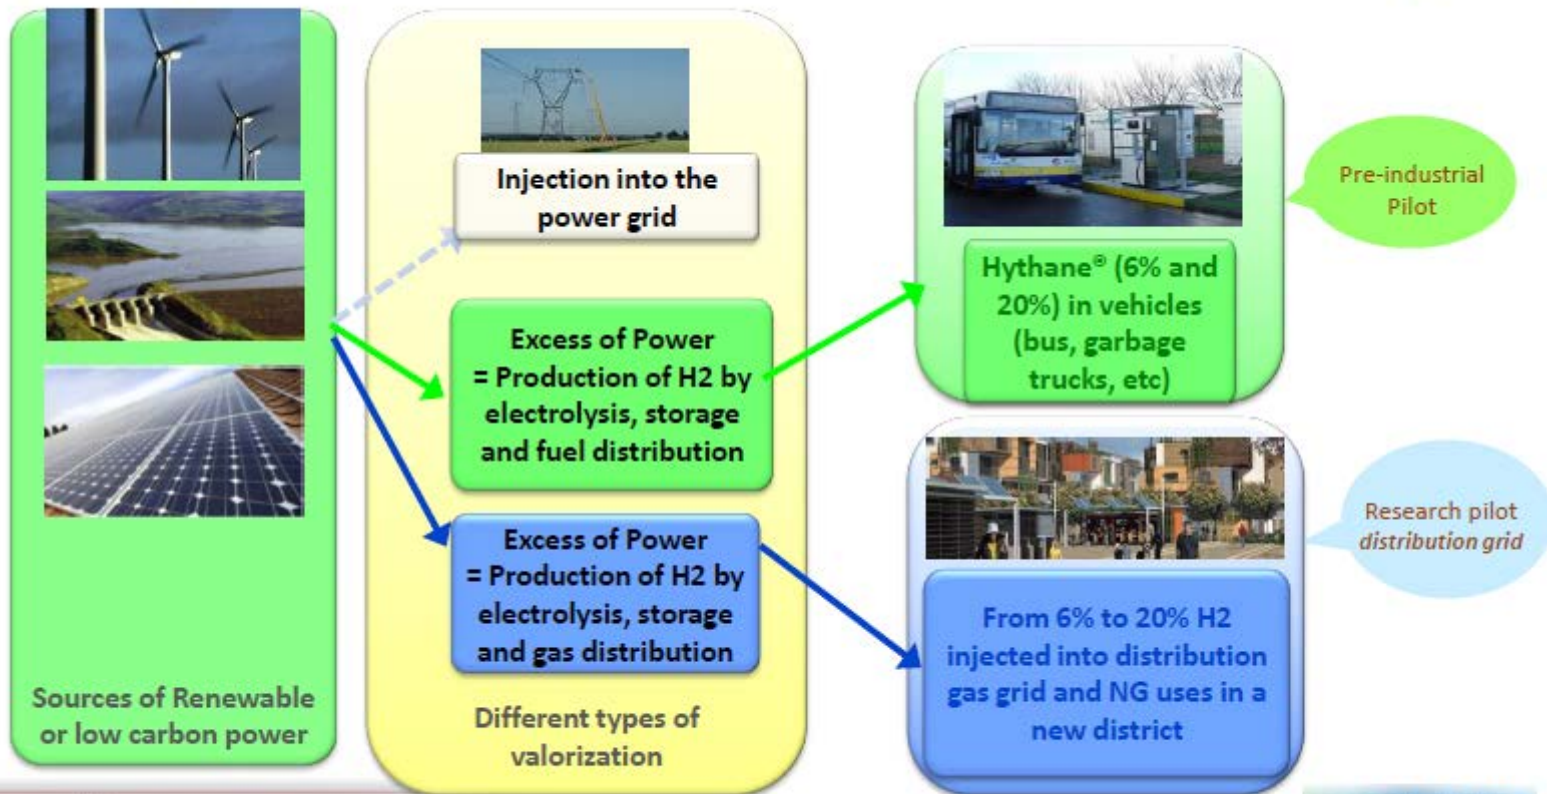 Injection into the
power grid
Excess of Power
= Production of H2 by
electrolysis, storage
and fuel distribution
Excess of Power
= Production of H2 by
electrolysis, storage
and gas distribution
Sources of Renewable
or low carbon power
Different types of
valorization
Hythane® (6% and
20%) in vehicles
(bus, garbage
trucks, etc)
Pre-industrial
Pilot
From 6% to 20% H2
injected into distribution
gas grid and NG uses in a
new district
Research pilot
distribution grid